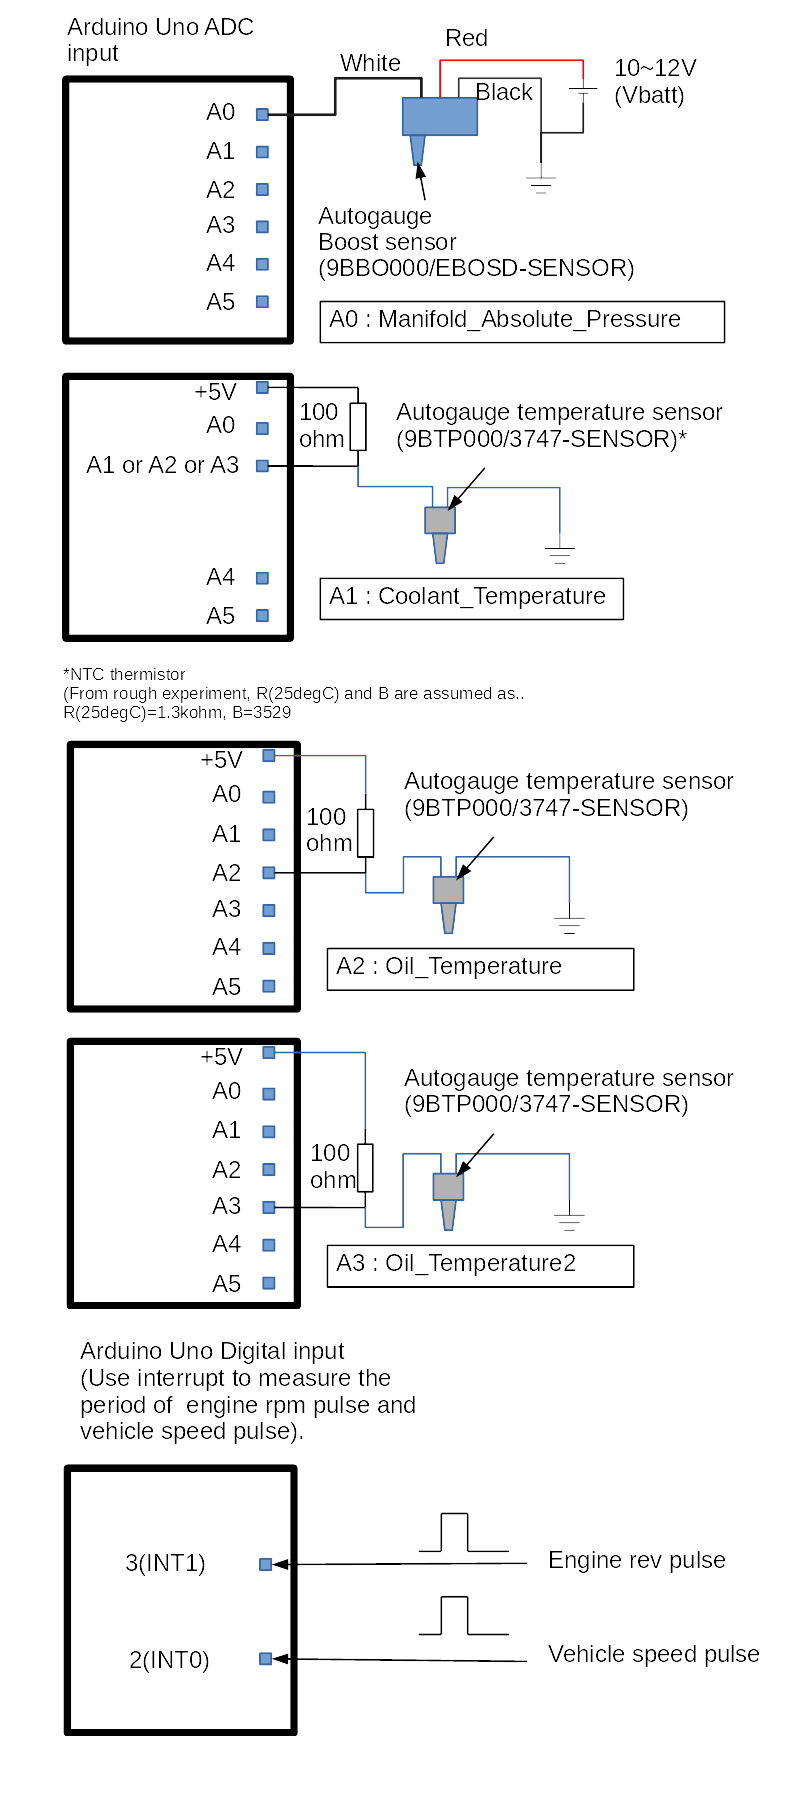 Arduino Uno ADC
input
White
Red
Black
10~12V
(Vbatt)
A0
A1
A2
A3
A4
A5
Autogauge
Boost sensor
(9BBO000/EBOSD-SENSOR)
A0 : Manifold_Absolute_Pressure
+5V
A0
A1 or A2 or A3
A4
A5
100
ohm
Autogauge temperature sensor
(9BTP000/3747-SENSOR)*
A1 : Coolant_Temperature
*NTC thermistor
(From rough experiment, R(25degC) and B are assumed as..
R(25degC)=1.3kohm, B=3529
+5V
A0
A1
A2
A3
A4
A5
100
ohm
Autogauge temperature sensor
(9BTP000/3747-SENSOR)
A2 : Oil_Temperature
+5V
A0
A1
A2
A3
A4
A5
100
ohm
Autogauge temperature sensor
(9BTP000/3747-SENSOR)
A3 : Oil_Temperature2
Arduino Uno Digital input
(Use interrupt to measure the
period of  engine rpm pulse and
vehicle speed pulse).
3(INT1)
Engine rev pulse
2(INT0)
Vehicle speed pulse